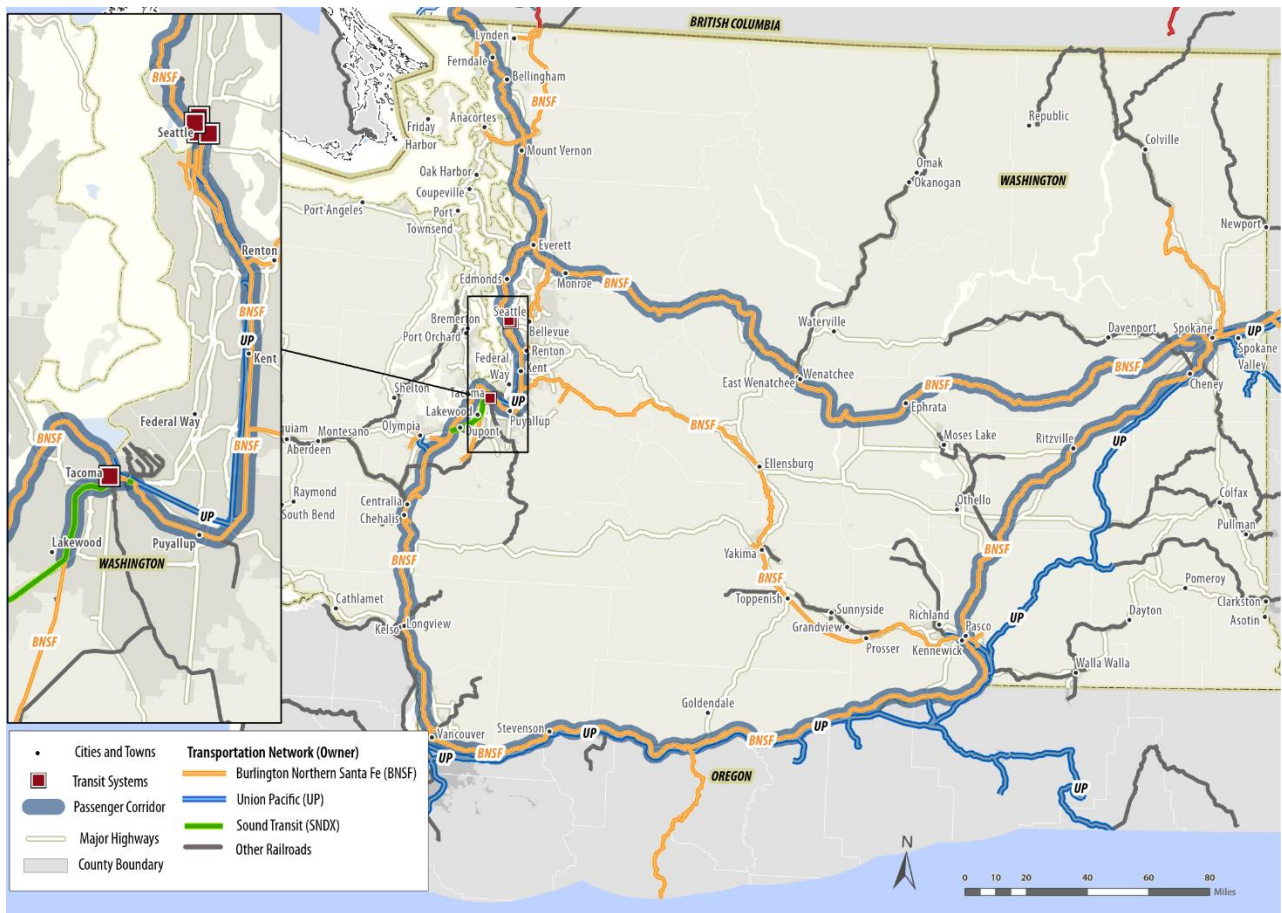 BNSF
Seattle
Renton
BNSF
UP
Kent
Federal Way
BNSF
BNSF
Tacoma
UP
Puyallup
Lakewood
WASHINGTON
BNSF
BRITISH COLUMBIA
Lynden
Ferndale
Bellingham
BNSF
Friday
Harbor
Anacortes
Mount Vernon
Oak Harbor
Coupeville
Port
Townsend
Port Angeles
Everett
Edmonds
Monroe
BNSF
Republic
Colville
Omak
Okanogan
WASHINGTON
Newport
Seattle
Bremerton
Bellevue
Port Orchard
Renton
Federal
Way
Kent
Shelton
Tacoma
UP
Lakewood
Puyallup
Olympia
Dupont
quiam
Montesano
Aberdeen
Waterville
Davenport
Spokane
UP
Spokane
Valley
Cheney
East Wenatchee
Wenatchee
BNSF
BNSF
Ephrata
BNSF
Moses Lake
Ritzville
UP
Ellensburg
Raymond
South Bend
Centralia
Chehalis
Othello
Colfax
Pullman
BNSF
BNSF
Yakima
BNSF
Toppenish
Sunnyside
Grandview
Prosser
Richland
Pasco
Kennewick
UP
Pomeroy
Dayton
Clarkston
Asotin
Walla Walla
Cathlamet
Kelso
Longview
Goldendale
Vancouver
Stevenson
UP
UP
BNSF
BNSF
UP
OREGON
UP
Cities and Towns
Transit Systems
Passenger Corridor
Major Highways
County Boundary
Transportation Network (Owner)
Burlington Northern Santa Fe (BNSF)
Union Pacific (UP)
Sound Transit (SNDX)
Other Railroads
N
0 10 20 40 60 80
Miles